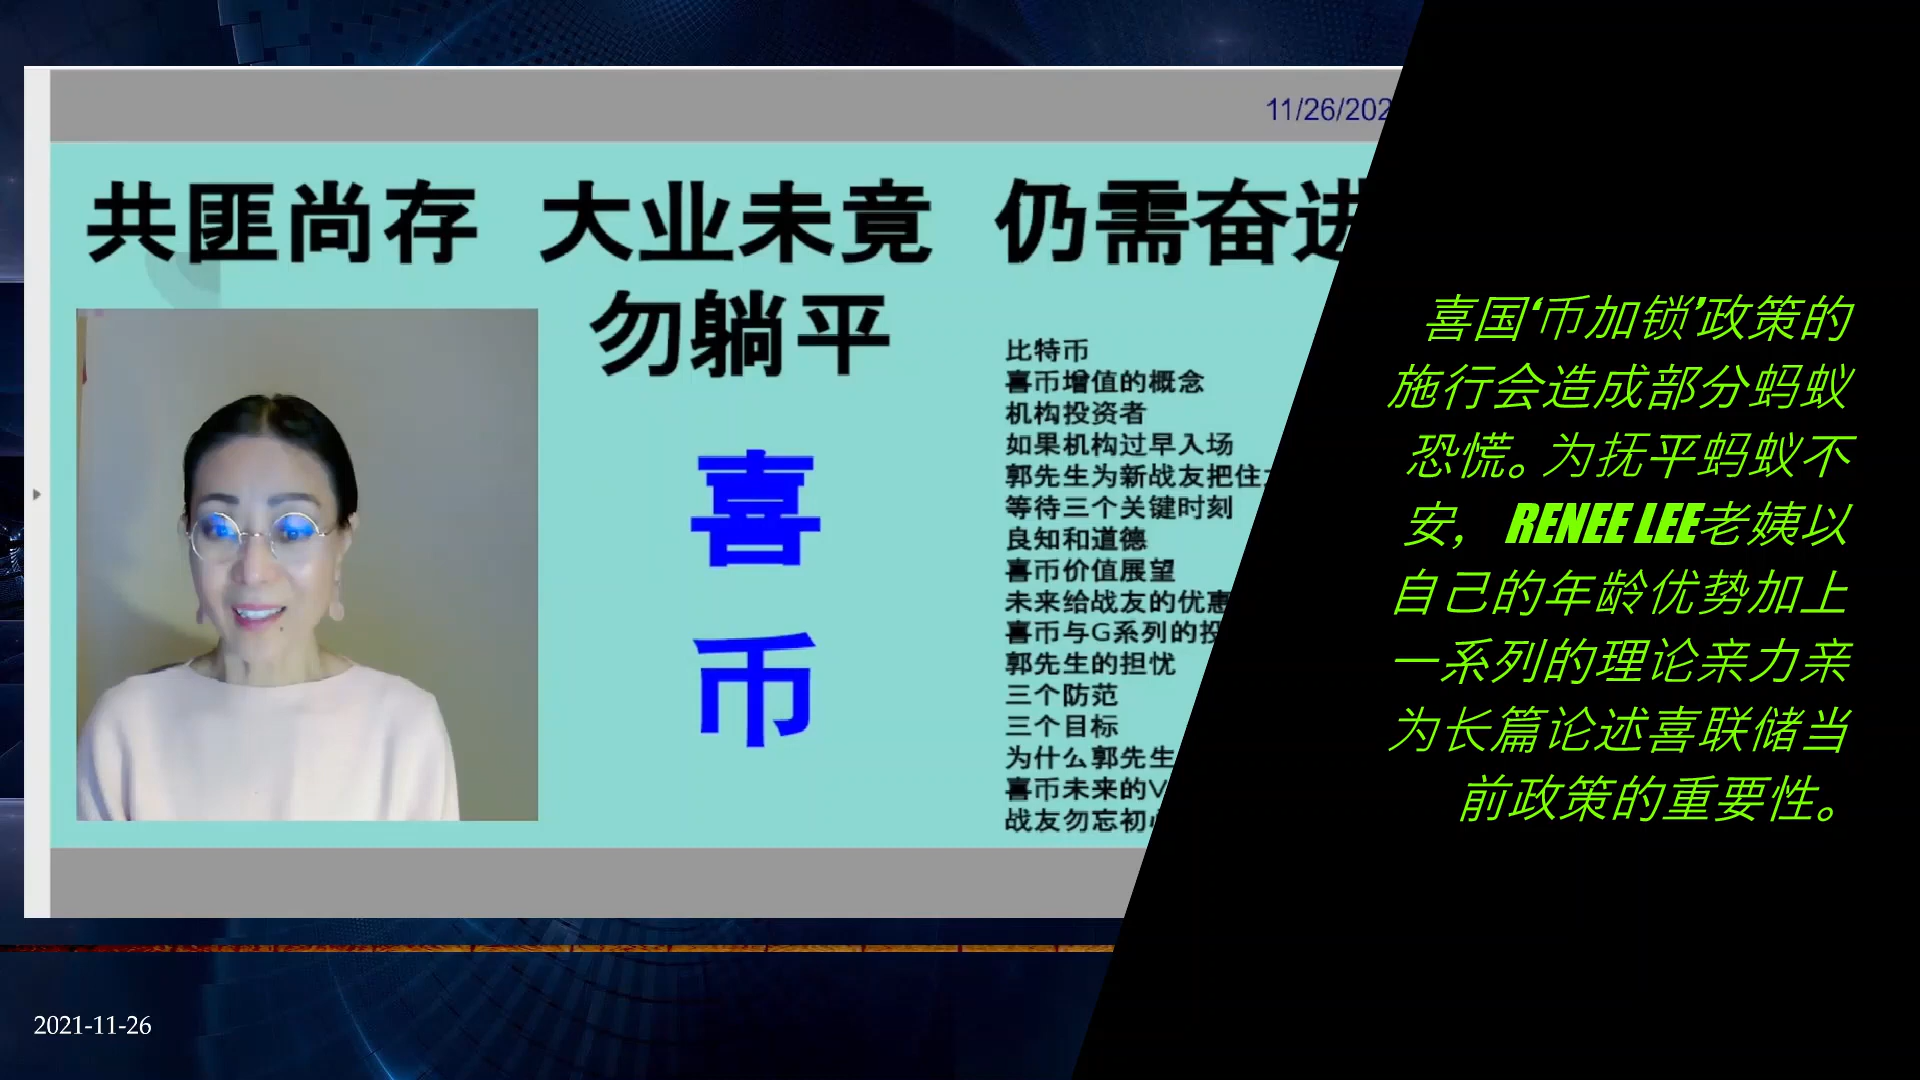 11/26/202
共匪尚存 大业未竟 仍需奋进
勿躺平
喜
币
比特币
喜币增值的概念
机构投资者
如果机构过早入场
郭先生为新战友把住
等待三个关键时刻
良知和道德
喜币价值展望
未来给战友的优惠
喜币与G系列的投
郭先生的担忧
三个防范
三个目标
为什么郭先生
喜币未来的V
战友勿忘初心
喜国‘币加锁’政策的
施行会造成部分蚂蚁
恐慌。为抚平蚂蚁不
安，RENEE LEE老姨以
自己的年龄优势加上
一系列的理论亲力亲
为长篇论述喜联储当
前政策的重要性。
2021-11-26